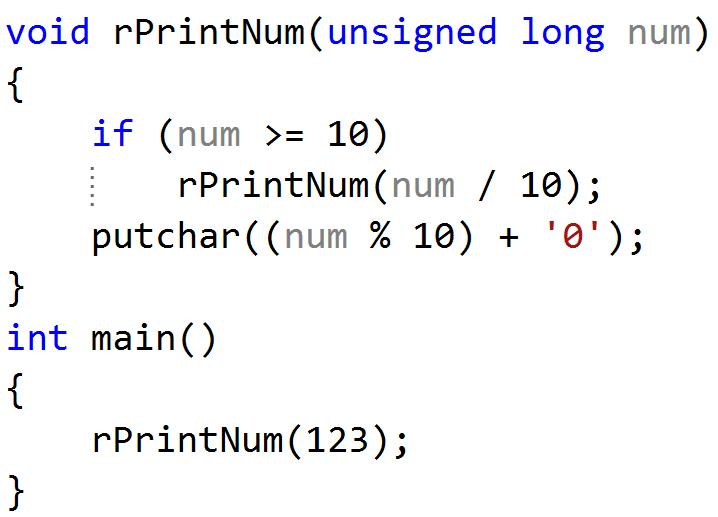 void rPrintNum(unsigned long num)
{
    if (num >= 10)
        rPrintNum(num / 10);
    putchar((num % 10) + '0');
}
int main()
{
    rPrintNum(123);
}